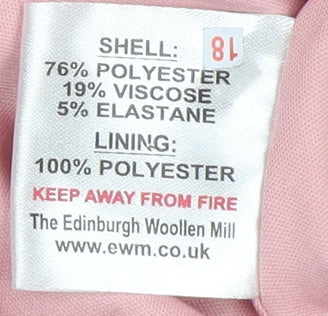 SHELL:
18
76% POLYESTER
19% VISCOSE
5% ELASTANE
LINING:
100% POLYESTER
KEEP AWAY FROM FIRE
The Edinburgh Woollen Mill
www.ewm.co.uk